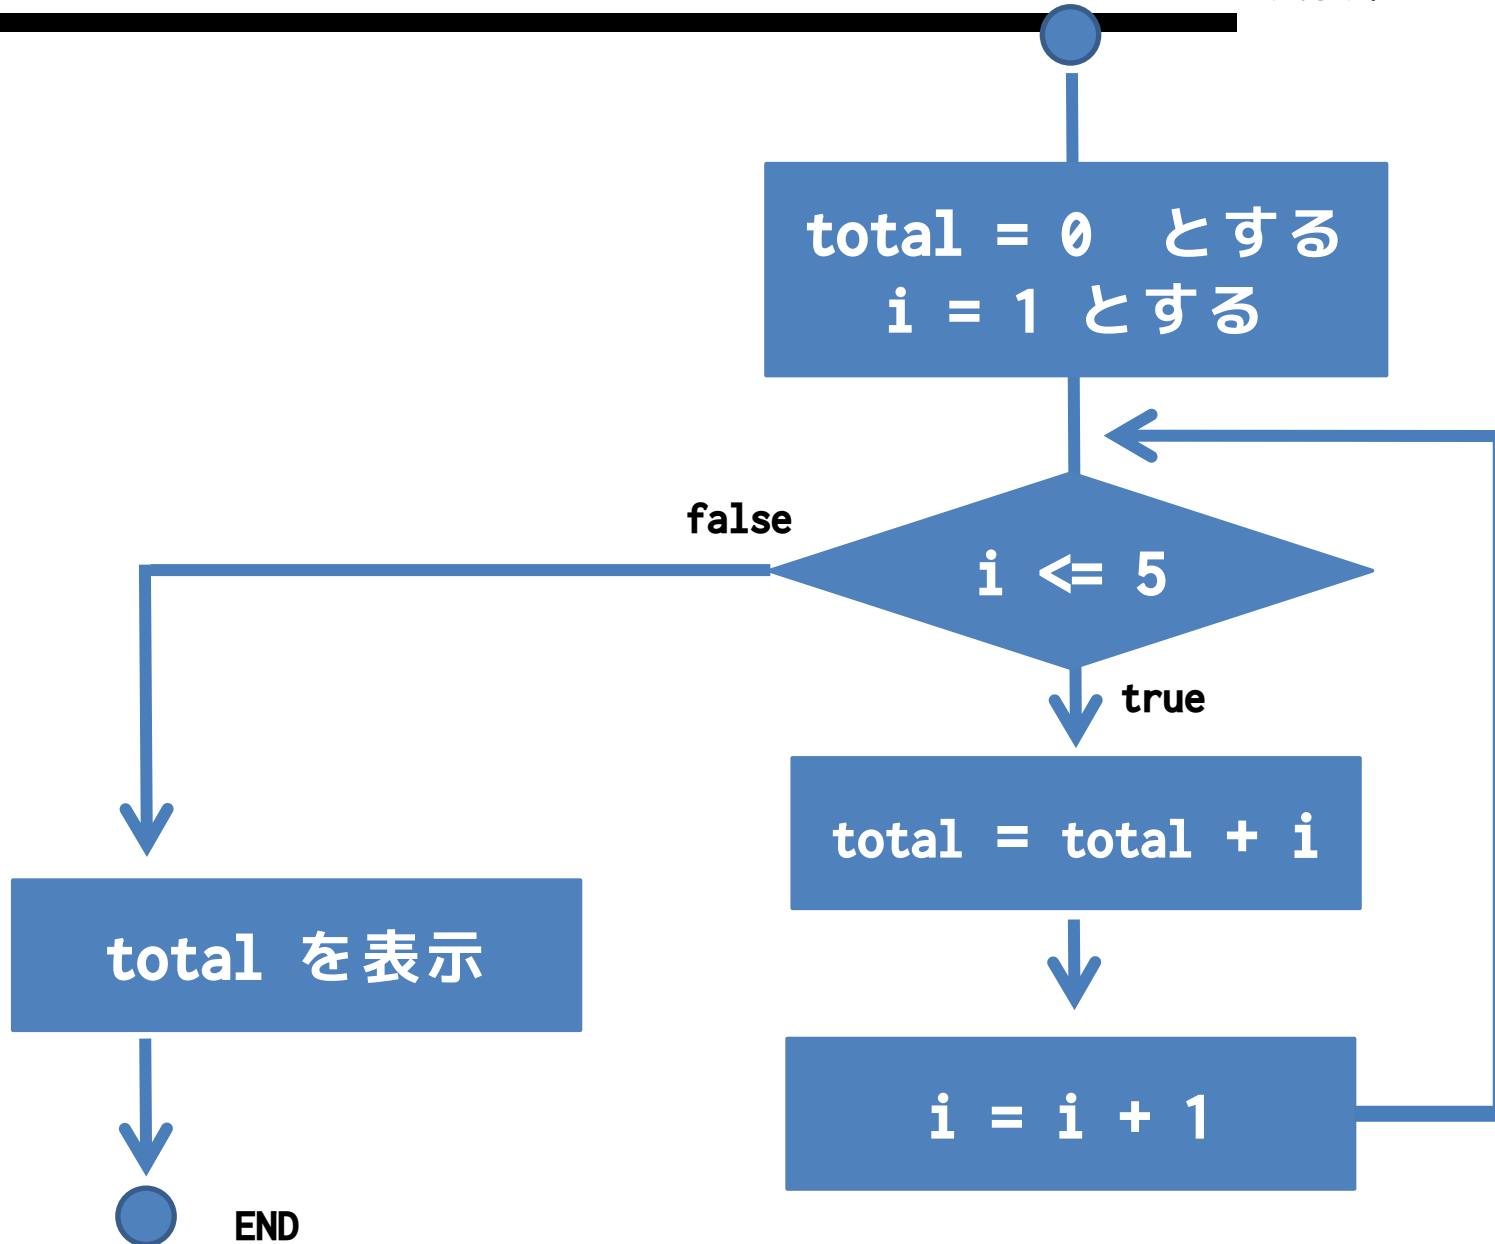 total = 0 とする
i = 1 とする
false
i <= 5
true
total = total + i
total を表示
i = i + 1
END